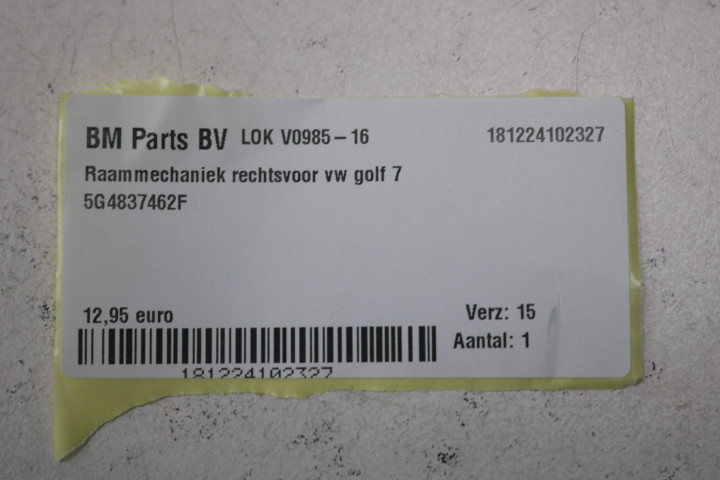 BM Parts BV LOK V0985-16 181224102327
Raammechaniek rechtsvoor vw golf 7
5G4837462F
12,95 euro Verz: 15
Aantal: 1
181224102327